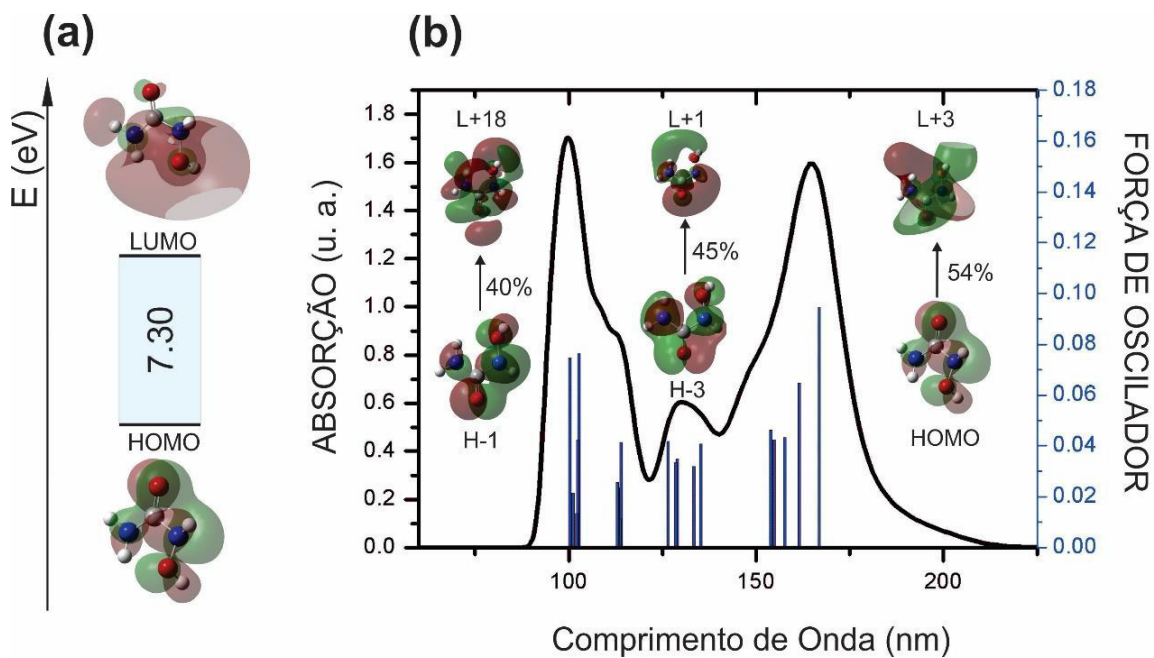 (a)
E (eV)
LUMO
7.30
HOMO
(b)
ABSORÇÃO (u. a.)
1.8
1.6
1.4
1.2
1.0
0.8
0.6
0.4
0.2
0.0
L+18
40%
H-1
L+1
45%
H-3
L+3
54%
HOMO
0.18
0.16
0.14
0.12
0.10
0.08
0.06
0.04
0.02
0.00
FORÇA DE OSCILADOR
100
150
200
Comprimento de Onda (nm)